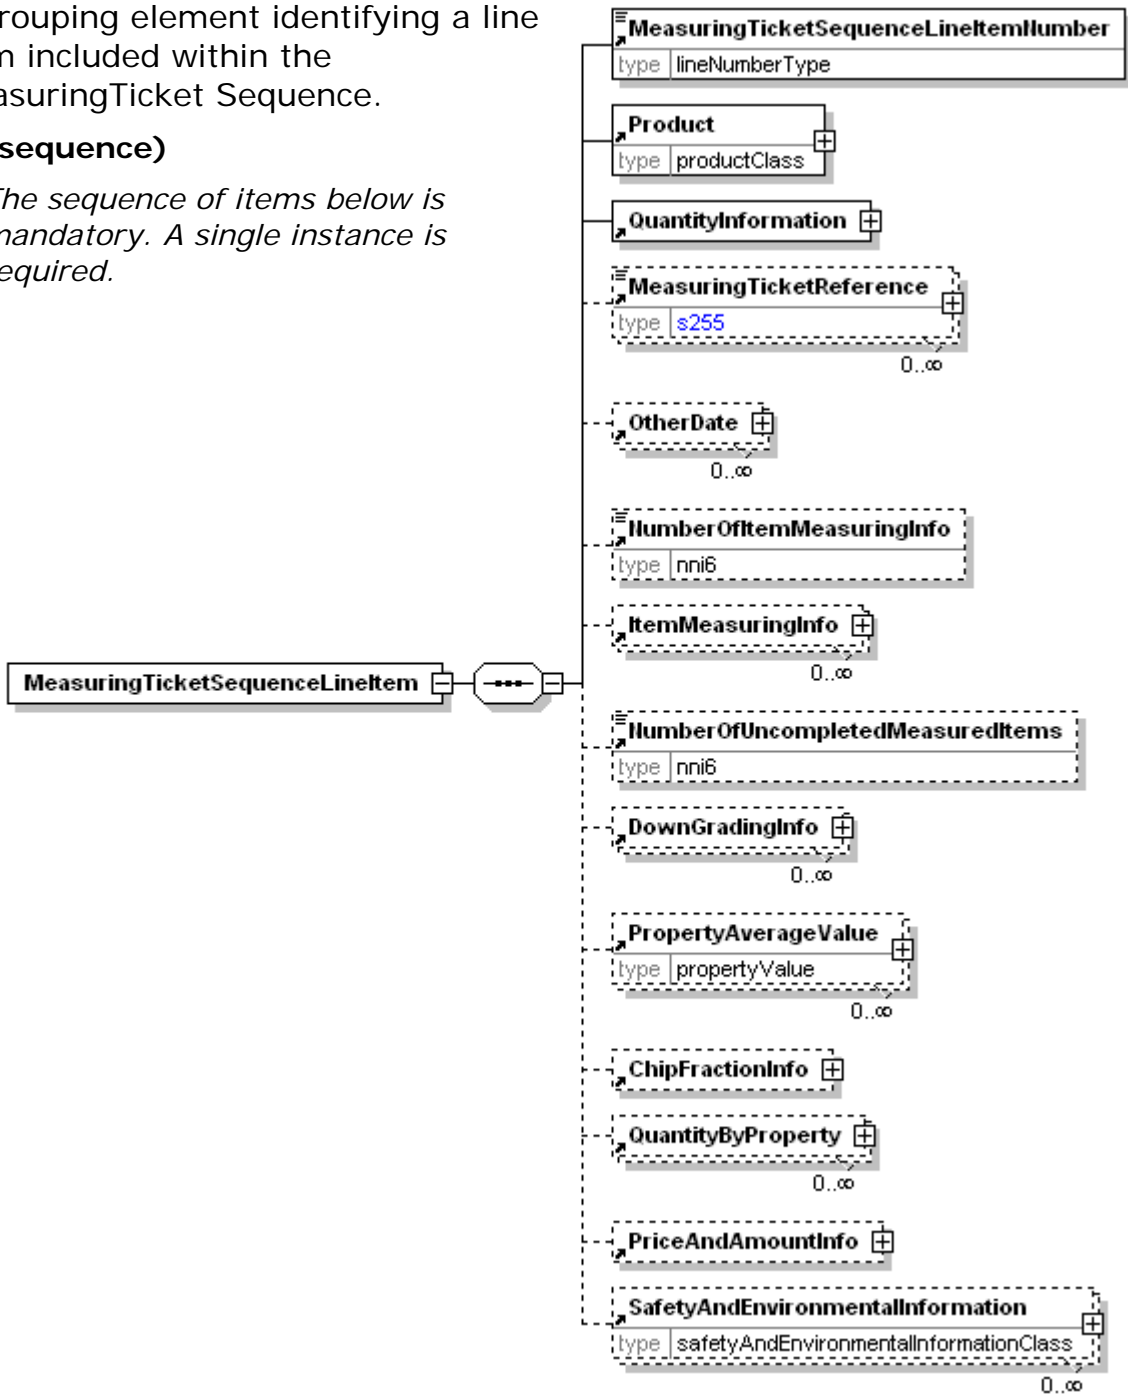 rouping element identifying a line
m included within the
asuringTicket Sequence.
sequence)
The sequence of items below is
mandatory. A single instance is
equired.
MeasuringTicketSequenceLineItem
MeasuringTicketSequenceLineItemNumber
type lineNumberType
Product
type productClass
QuantityInformation
MeasuringTicketReference
type s255
0..∞
OtherDate
0..∞
NumberOfItemMeasuringInfo
type nni6
ItemMeasuringInfo
0..∞
NumberOfUncompletedMeasuredItems
type nni6
DownGradingInfo
0..∞
PropertyAverageValue
type propertyValue
0..∞
ChipFractionInfo
QuantityByProperty
0..∞
PriceAndAmountInfo
SafetyAndEnvironmentalInformation
type safetyAndEnvironmentalInformationClass
0..∞